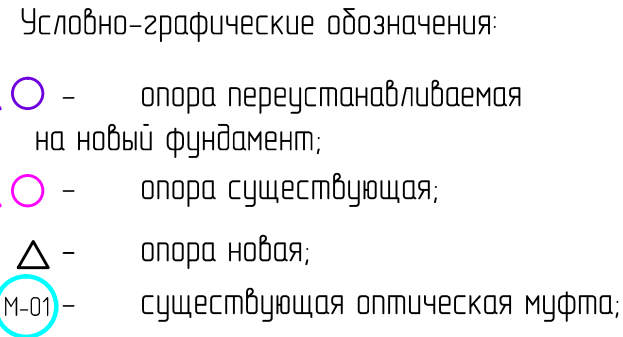 Условно-графические обозначения:
– опора переустанавливаемая
на новый фундамент;
– опора существующая;
– опора новая;
М-01 – существующая оптическая муфта;